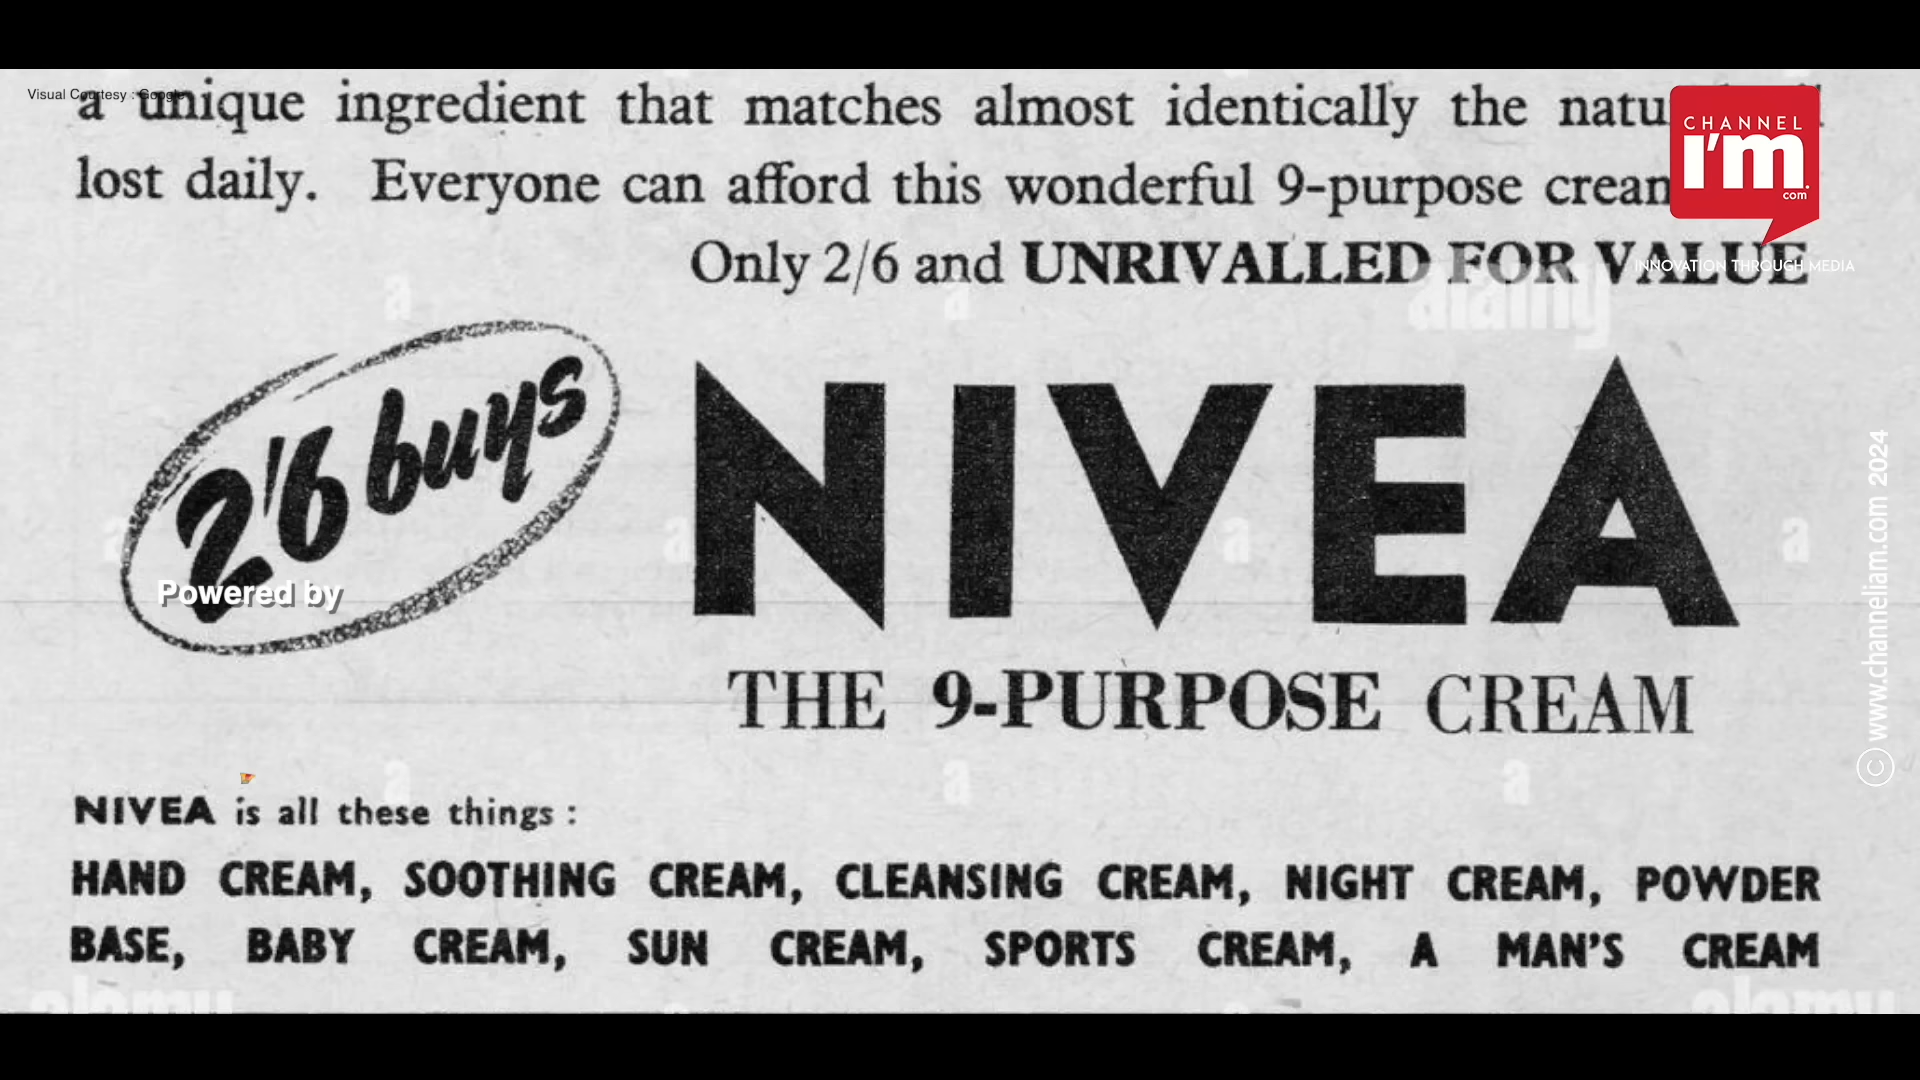 Visual Courtesy : Google
a unique ingredient that matches almost identically the
lost daily. Everyone can afford this wonderful 9-purpose
CHANNEL
I'm
.com
Only 2/6 and UNRIVALLED FOR VALUE
INNOVATION THROUGH MEDIA
alamy
2'6 buys
NIVEA
Powered by
THE 9-PURPOSE CREAM
© www.channeliam.com 2024
NIVEA is all these things :
HAND CREAM, SOOTHING CREAM, CLEANSING CREAM, NIGHT CREAM, POWDER
BASE, BABY CREAM, SUN CREAM, SPORTS CREAM, A MAN'S CREAM
alamy
alamy